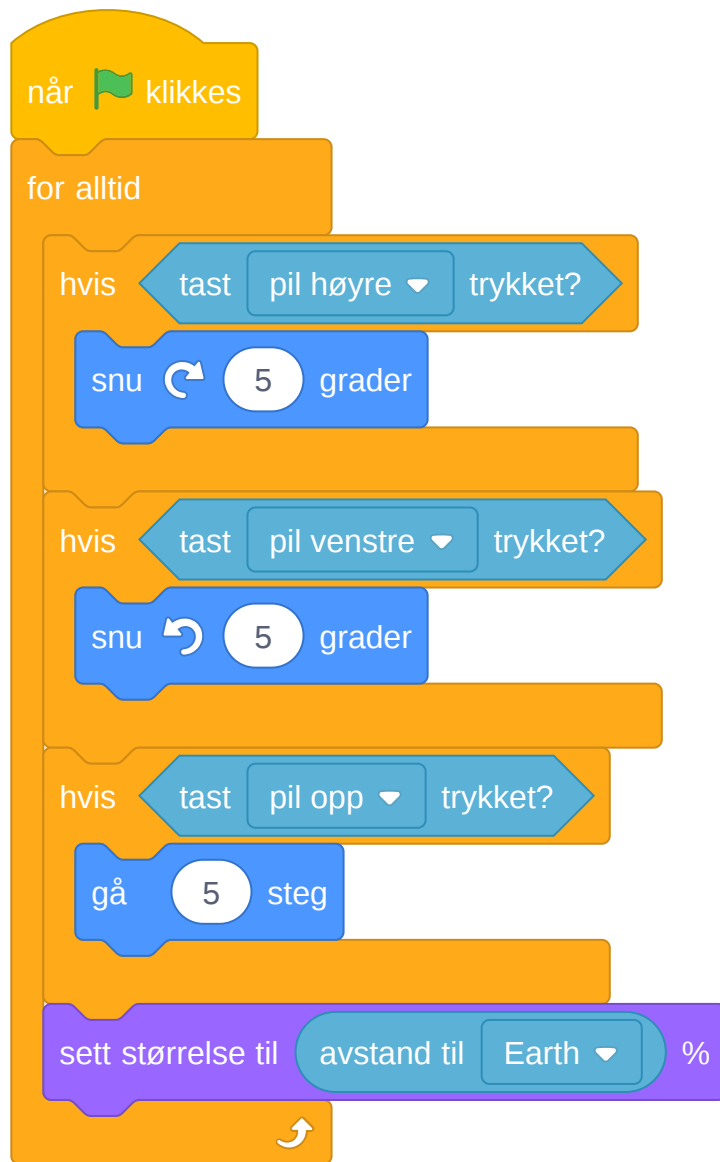 når klikkes
for alltid
hvis tast pil høyre trykket?
snu 5 grader
hvis tast pil venstre trykket?
snu 5 grader
hvis tast pil opp trykket?
gå 5 steg
sett størrelse til avstand til Earth %